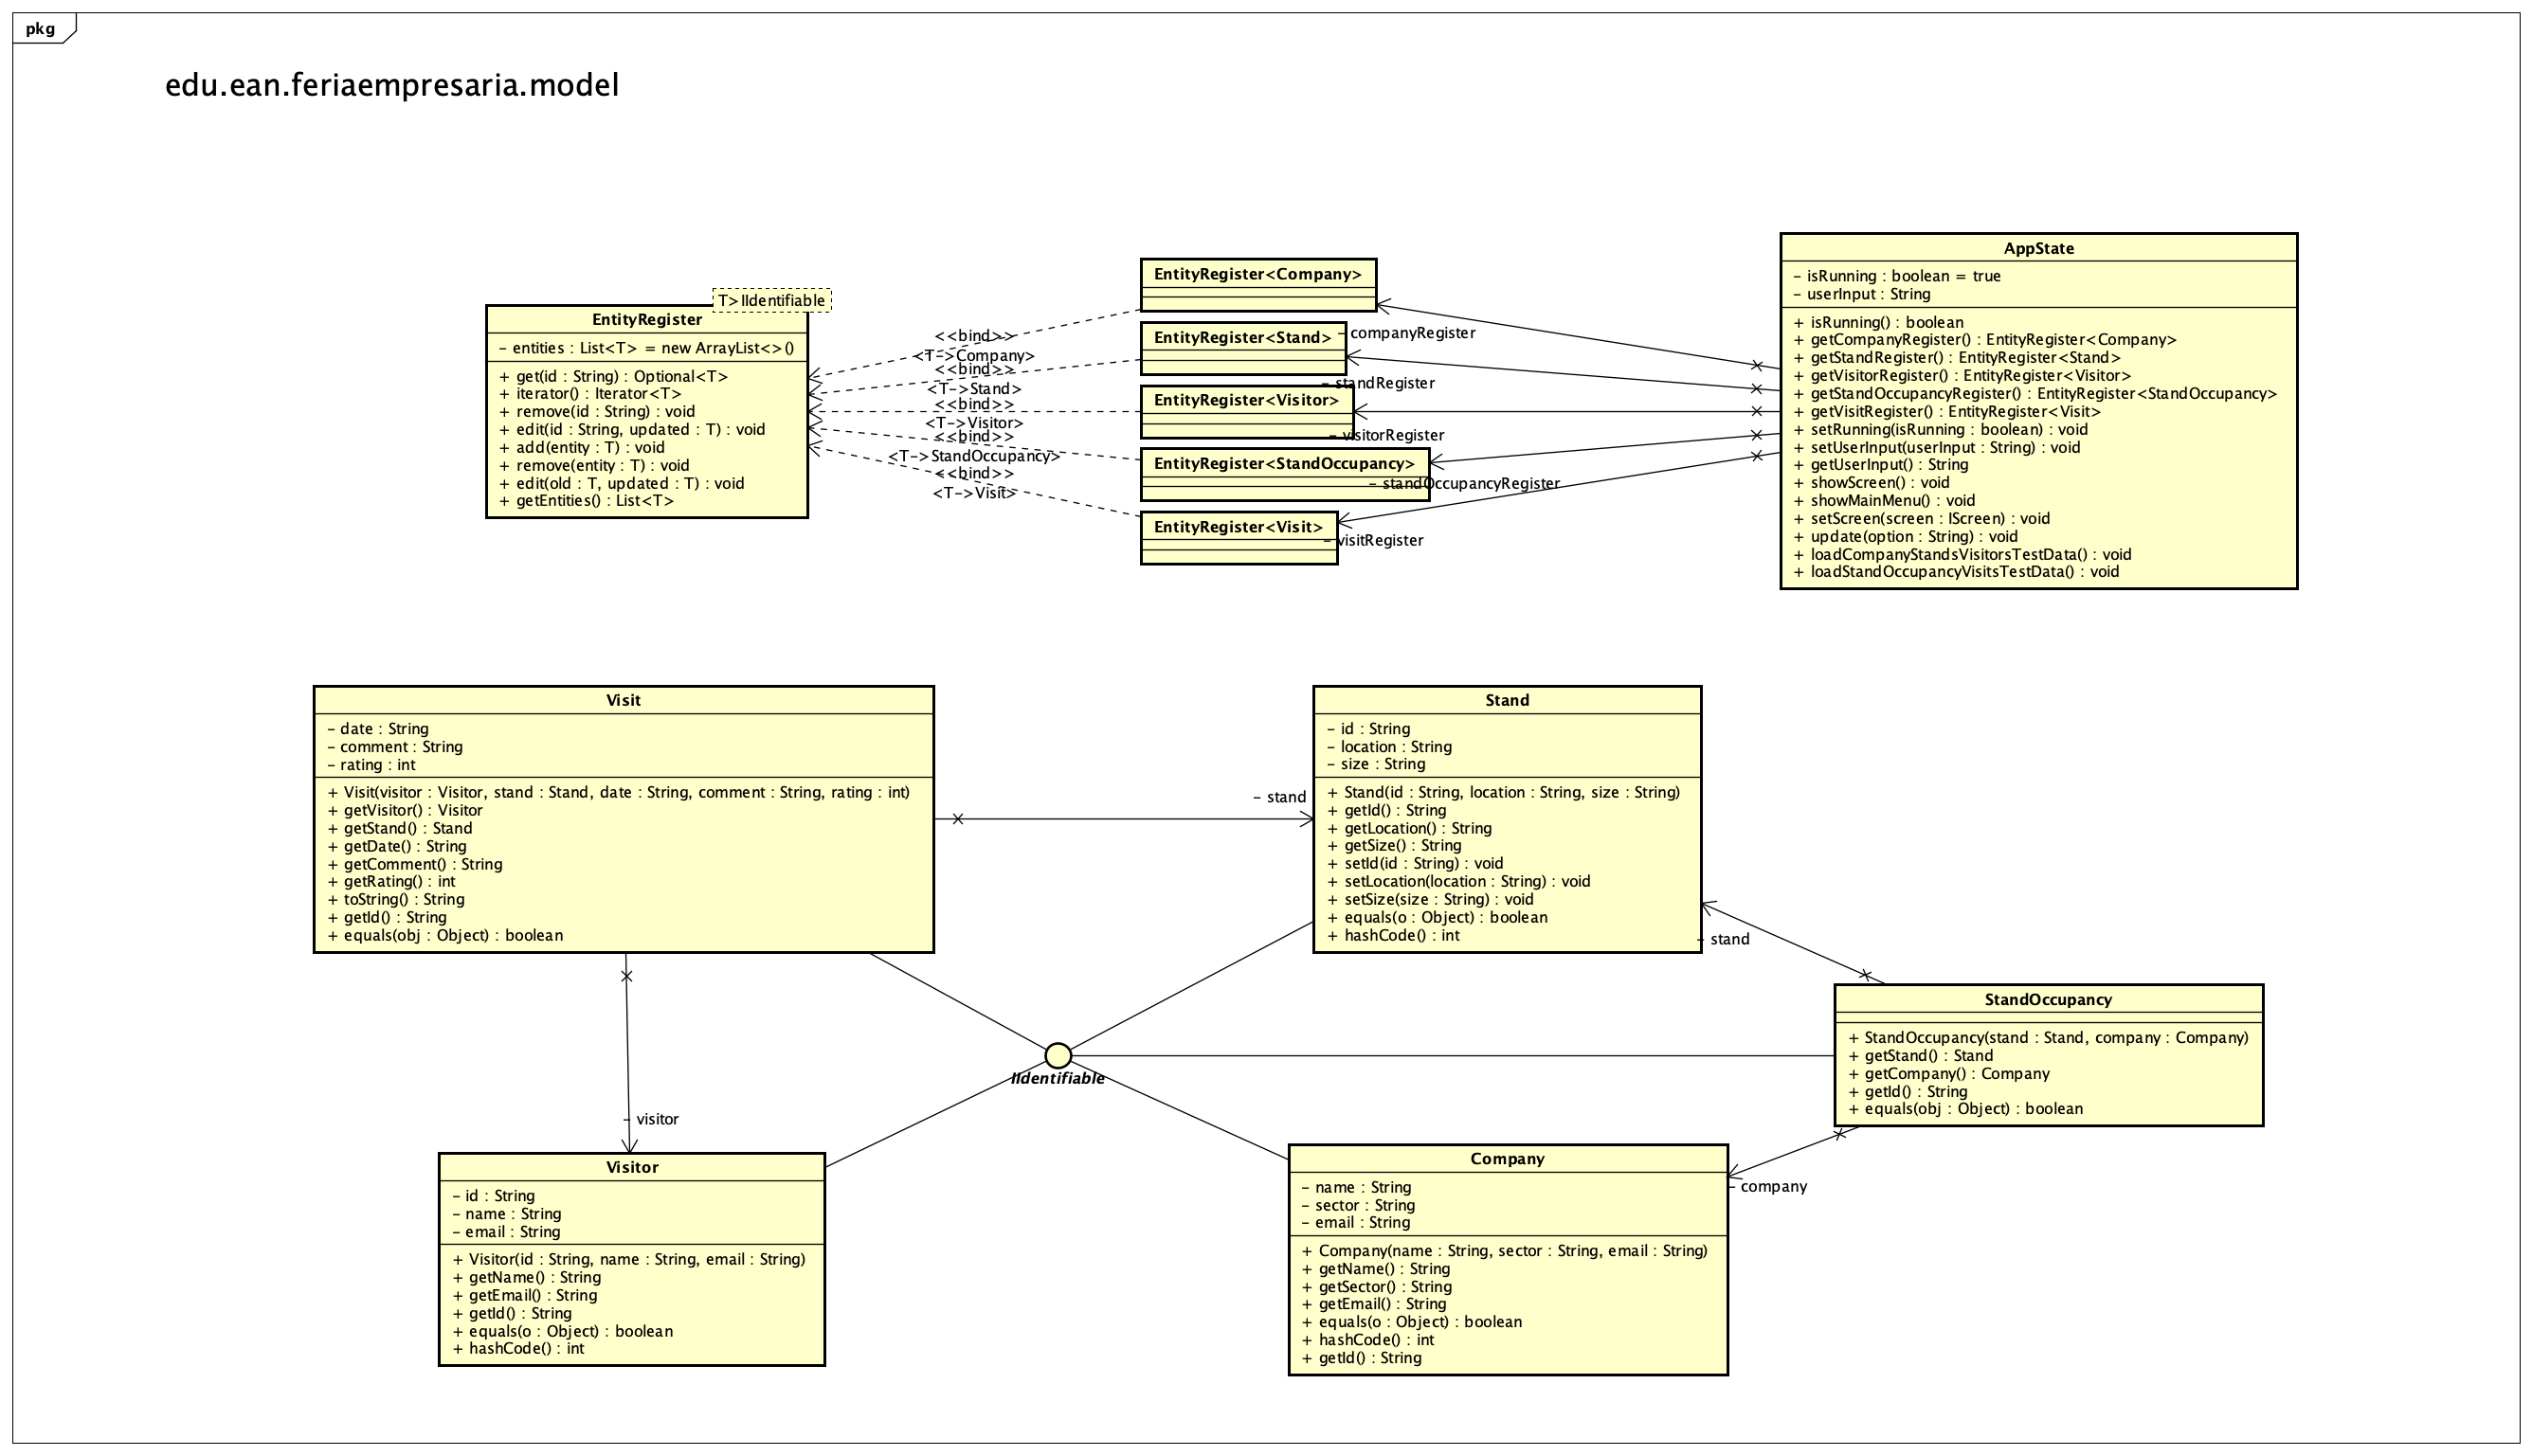 pkg
edu.ean.feriaempresaria.model
T>IIdentifiable
EntityRegister
- entities : List<T> = new ArrayList<>()
+ get(id : String) : Optional<T>
+ iterator() : Iterator<T>
+ remove(id : String) : void
+ edit(id : String, updated : T) : void
+ add(entity : T) : void
+ remove(entity : T) : void
+ edit(old : T, updated : T) : void
+ getEntities() : List<T>
<<bind>>
<T->Company>
<<bind>>
<T->Stand>
<<bind>>
<T->Visitor>
<<bind>>
<T->StandOccupancy>
<<bind>>
<T->Visit>
EntityRegister<Company>
EntityRegister<Stand>
EntityRegister<Visitor>
EntityRegister<StandOccupancy>
EntityRegister<Visit>
- companyRegister
- standRegister
- visitorRegister
- standOccupancyRegister
- visitRegister
AppState
- isRunning : boolean = true
- userInput : String
+ isRunning() : boolean
+ getCompanyRegister() : EntityRegister<Company>
+ getStandRegister() : EntityRegister<Stand>
+ getVisitorRegister() : EntityRegister<Visitor>
+ getStandOccupancyRegister() : EntityRegister<StandOccupancy>
+ getVisitRegister() : EntityRegister<Visit>
+ setRunning(isRunning : boolean) : void
+ setUserInput(userInput : String) : void
+ getUserInput() : String
+ showScreen() : void
+ showMainMenu() : void
+ setScreen(screen : IScreen) : void
+ update(option : String) : void
+ loadCompanyStandsVisitorsTestData() : void
+ loadStandOccupancyVisitsTestData() : void
Visit
- date : String
- comment : String
- rating : int
+ Visit(visitor : Visitor, stand : Stand, date : String, comment : String, rating : int)
+ getVisitor() : Visitor
+ getStand() : Stand
+ getDate() : String
+ getComment() : String
+ getRating() : int
+ toString() : String
+ getId() : String
+ equals(obj : Object) : boolean
- stand
Stand
- id : String
- location : String
- size : String
+ Stand(id : String, location : String, size : String)
+ getId() : String
+ getLocation() : String
+ getSize() : String
+ setId(id : String) : void
+ setLocation(location : String) : void
+ setSize(size : String) : void
+ equals(o : Object) : boolean
+ hashCode() : int
- stand
StandOccupancy
+ StandOccupancy(stand : Stand, company : Company)
+ getStand() : Stand
+ getCompany() : Company
+ getId() : String
+ equals(obj : Object) : boolean
IIdentifiable
- visitor
- company
Visitor
- id : String
- name : String
- email : String
+ Visitor(id : String, name : String, email : String)
+ getName() : String
+ getEmail() : String
+ getId() : String
+ equals(o : Object) : boolean
+ hashCode() : int
Company
- name : String
- sector : String
- email : String
+ Company(name : String, sector : String, email : String)
+ getName() : String
+ getSector() : String
+ getEmail() : String
+ equals(o : Object) : boolean
+ hashCode() : int
+ getId() : String